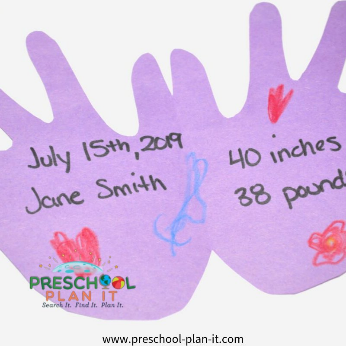 July 15th, 2019
Jane Smith
40 inches
38 pound
PRESCHOOL
PLAN IT
Search It. Find It. Plan It.
www.preschool-plan-it.com